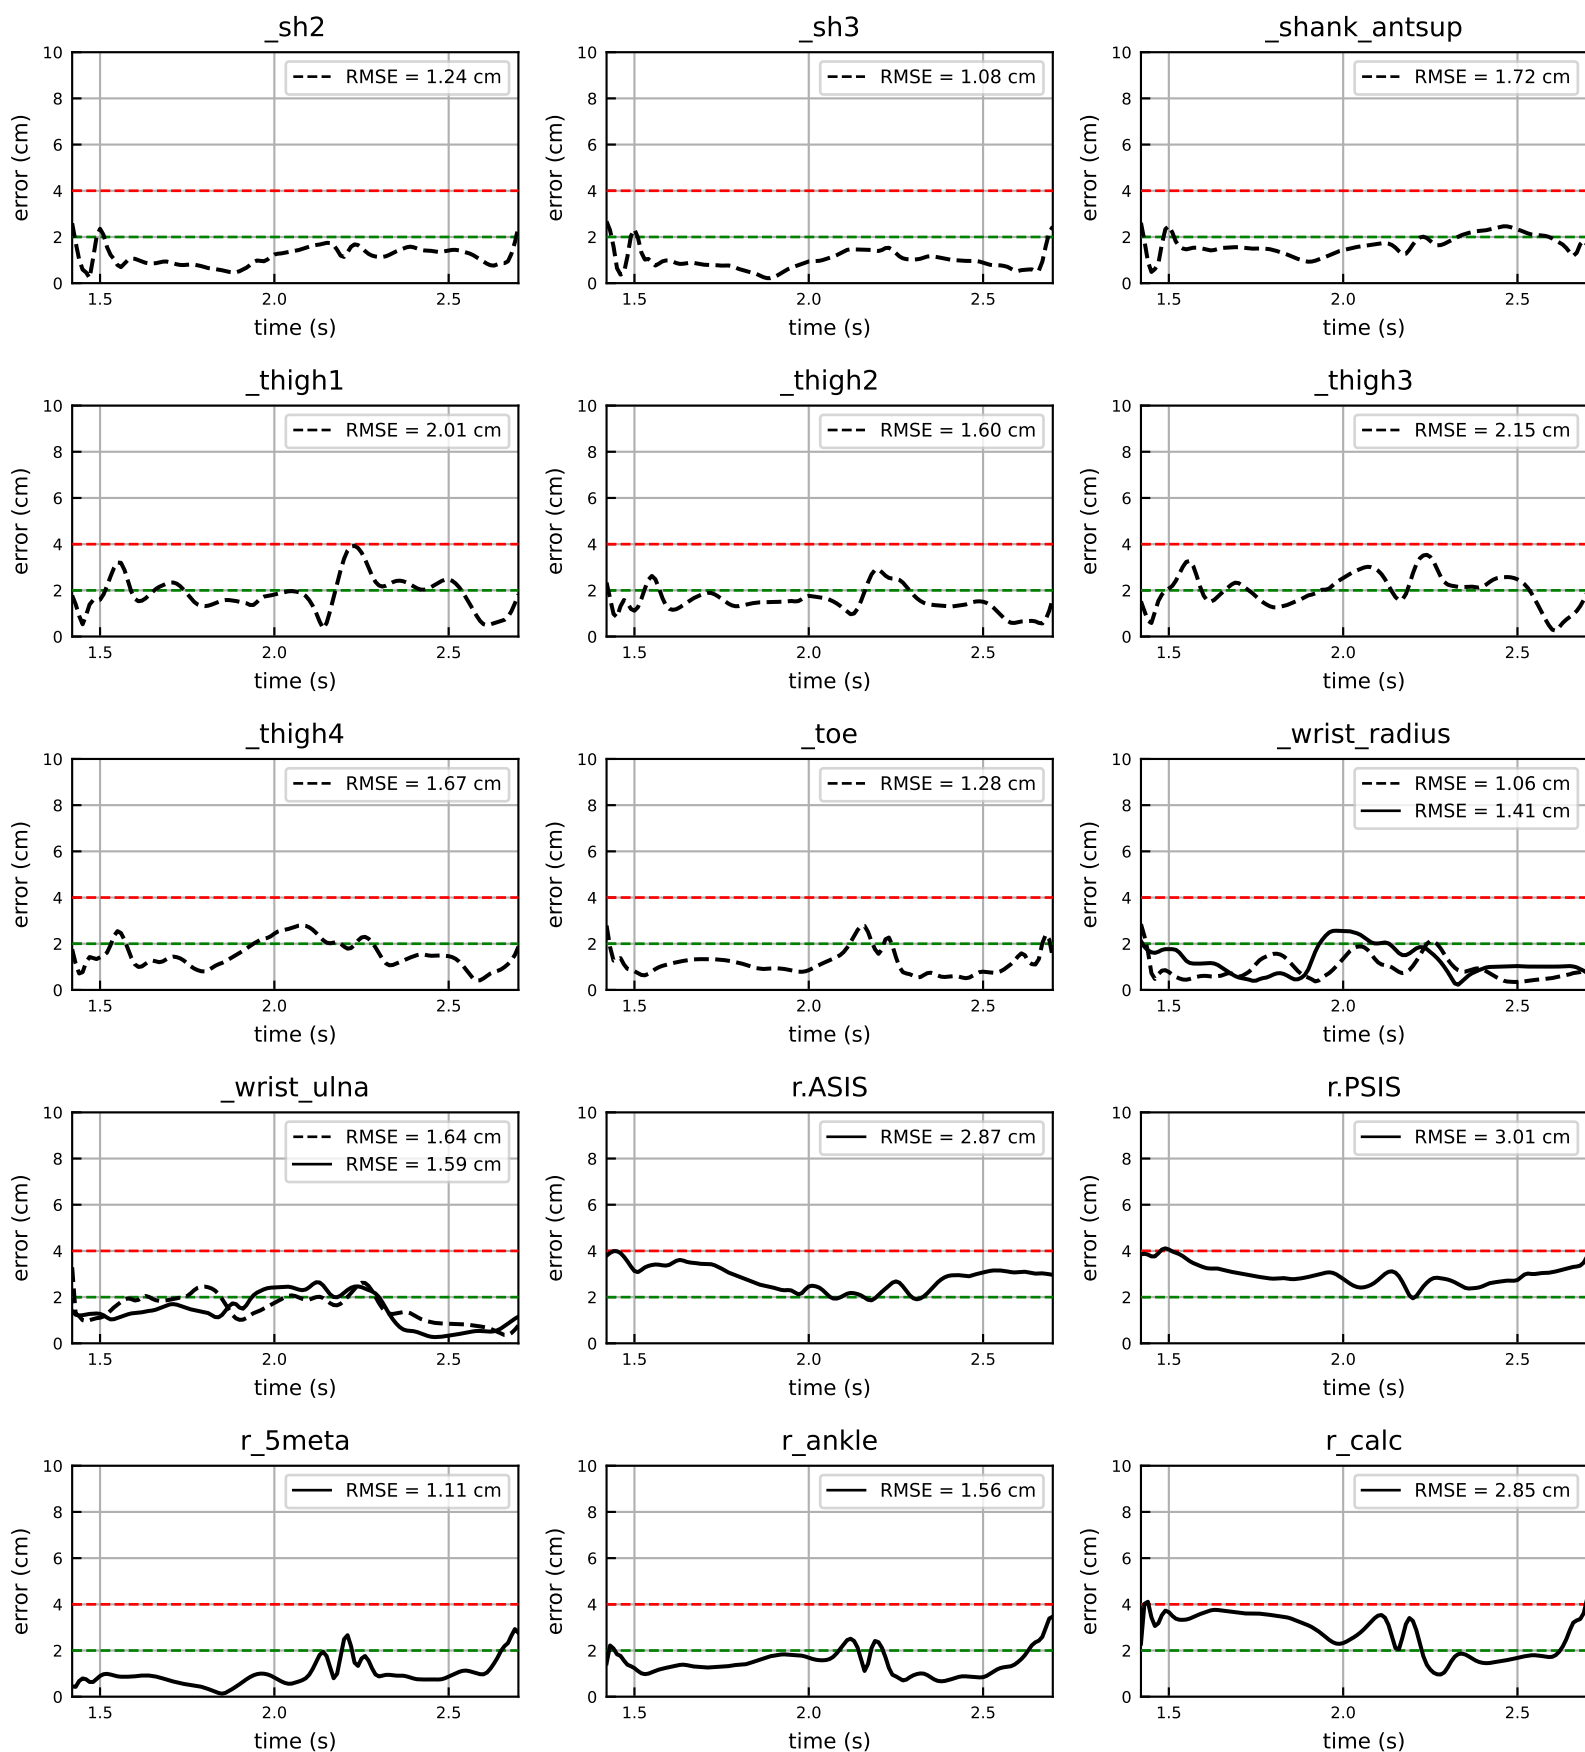 _sh2
_sh3
_shank_antsup
10
8
6
4
2
0
error (cm)
RMSE = 1.24 cm
1.5
2.0
2.5
time (s)
10
8
6
4
2
0
error (cm)
RMSE = 1.08 cm
1.5
2.0
2.5
time (s)
10
8
6
4
2
0
error (cm)
RMSE = 1.72 cm
1.5
2.0
2.5
time (s)
_thigh1
_thigh2
_thigh3
10
8
6
4
2
0
error (cm)
RMSE = 2.01 cm
1.5
2.0
2.5
time (s)
10
8
6
4
2
0
error (cm)
RMSE = 1.60 cm
1.5
2.0
2.5
time (s)
10
8
6
4
2
0
error (cm)
RMSE = 2.15 cm
1.5
2.0
2.5
time (s)
_thigh4
_toe
_wrist_radius
10
8
6
4
2
0
error (cm)
RMSE = 1.67 cm
1.5
2.0
2.5
time (s)
10
8
6
4
2
0
error (cm)
RMSE = 1.28 cm
1.5
2.0
2.5
time (s)
10
8
6
4
2
0
error (cm)
RMSE = 1.06 cm
RMSE = 1.41 cm
1.5
2.0
2.5
time (s)
_wrist_ulna
r.ASIS
r.PSIS
10
8
6
4
2
0
error (cm)
RMSE = 1.64 cm
RMSE = 1.59 cm
1.5
2.0
2.5
time (s)
10
8
6
4
2
0
error (cm)
RMSE = 2.87 cm
1.5
2.0
2.5
time (s)
10
8
6
4
2
0
error (cm)
RMSE = 3.01 cm
1.5
2.0
2.5
time (s)
r_5meta
r_ankle
r_calc
10
8
6
4
2
0
error (cm)
RMSE = 1.11 cm
1.5
2.0
2.5
time (s)
10
8
6
4
2
0
error (cm)
RMSE = 1.56 cm
1.5
2.0
2.5
time (s)
10
8
6
4
2
0
error (cm)
RMSE = 2.85 cm
1.5
2.0
2.5
time (s)